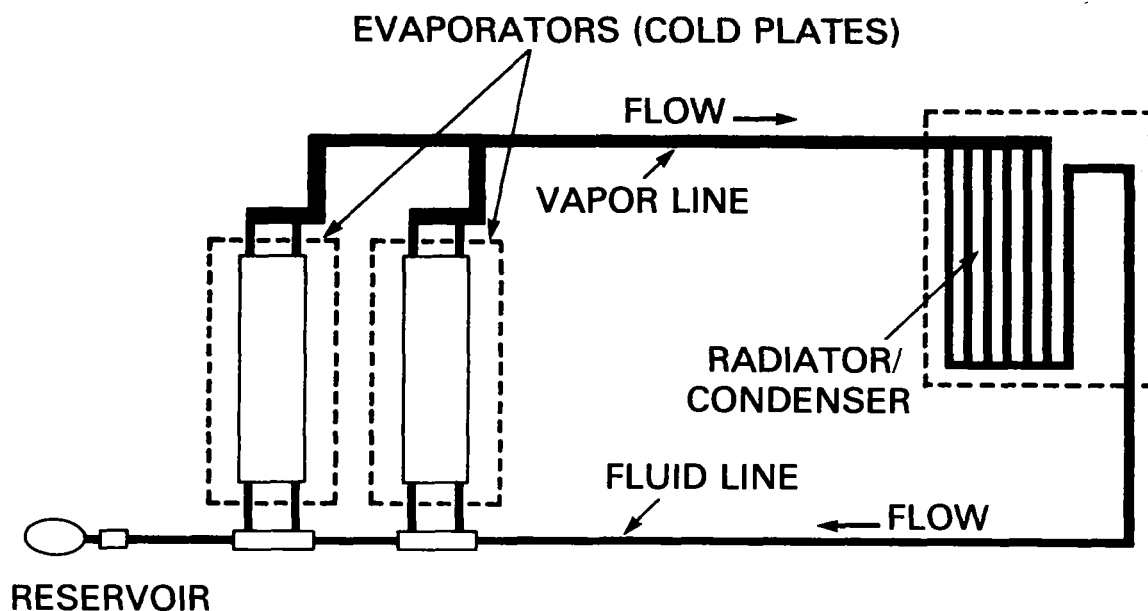 EVAPORATORS (COLD PLATES)
FLOW
VAPOR LINE
RADIATOR/
CONDENSER
FLUID LINE
FLOW
RESERVOIR